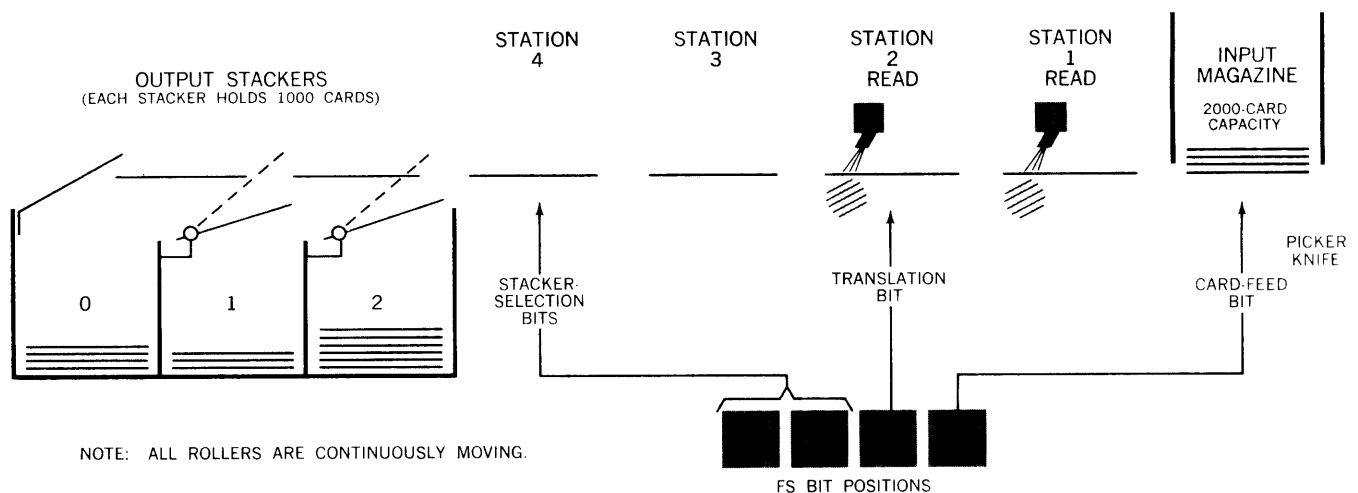 STATION
4
STATION
3
STATION
2
READ
STATION
1
READ
INPUT
MAGAZINE
2000-CARD
CAPACITY
OUTPUT STACKERS
(EACH STACKER HOLDS 1000 CARDS)
0
1
2
STACKER-
SELECTION
BITS
TRANSLATION
BIT
CARD-FEED
BIT
PICKER
KNIFE
NOTE: ALL ROLLERS ARE CONTINUOUSLY MOVING.
FS BIT POSITIONS